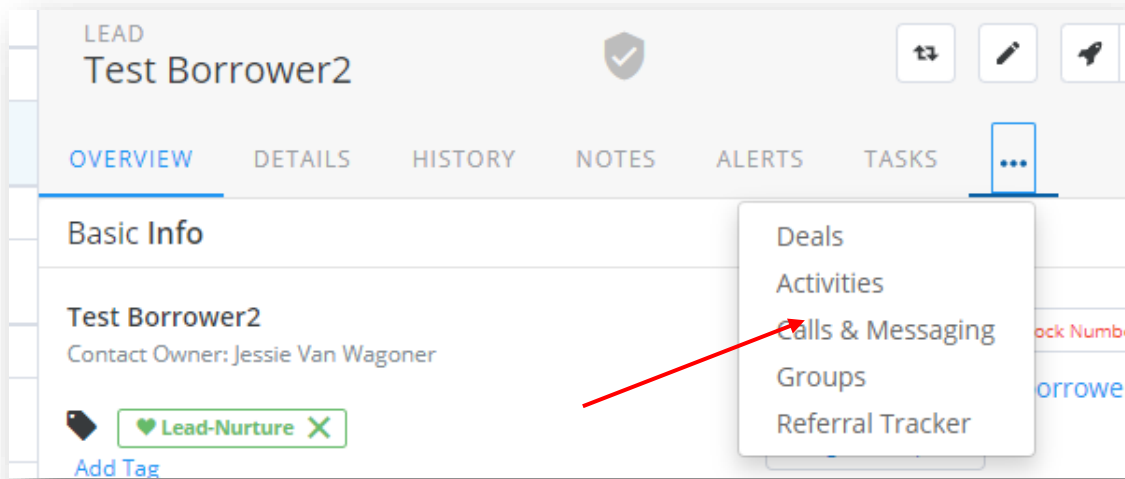 LEAD
Test Borrower2
OVERVIEW DETAILS HISTORY NOTES ALERTS TASKS
Basic Info
Deals
Activities
Calls & Messaging
Groups
Referral Tracker
Test Borrower2
Contact Owner: Jessie Van Wagoner
Lead-Nurture
Add Tag